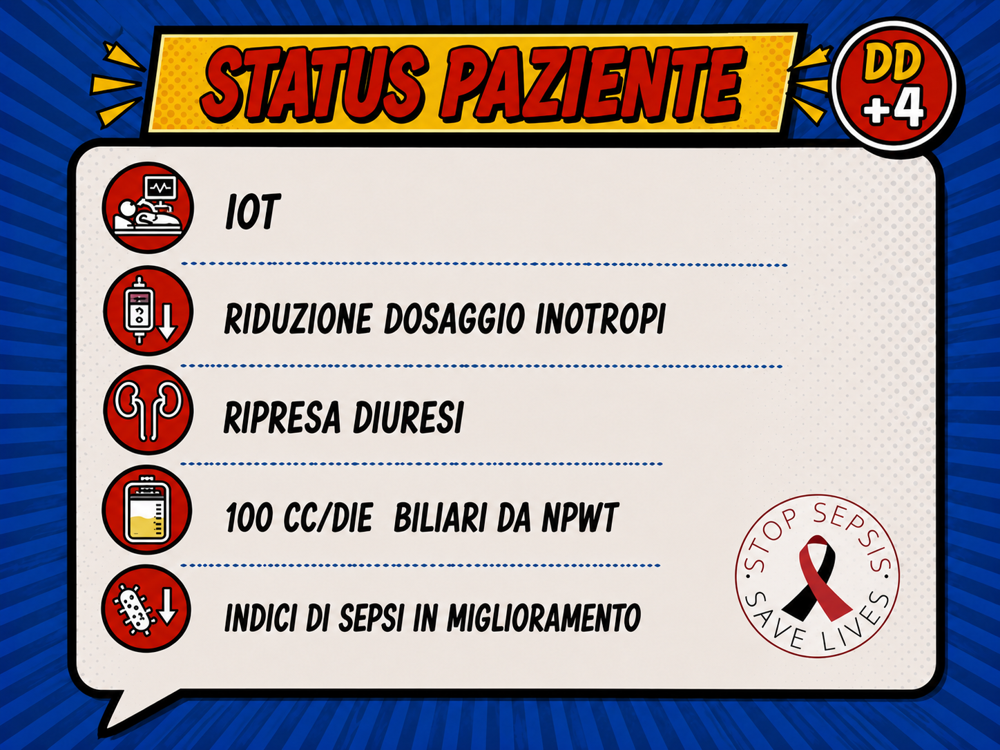 STATUS PAZIENTE
DD
+4
IOT
RIDUZIONE DOSAGGIO INOTROPI
RIPRESA DIURESI
100 CC/DIE BILIARI DA NPWT
INDICI DI SEPSI IN MIGLIORAMENTO
·STOP SEPSIS·
SAVE LIVES